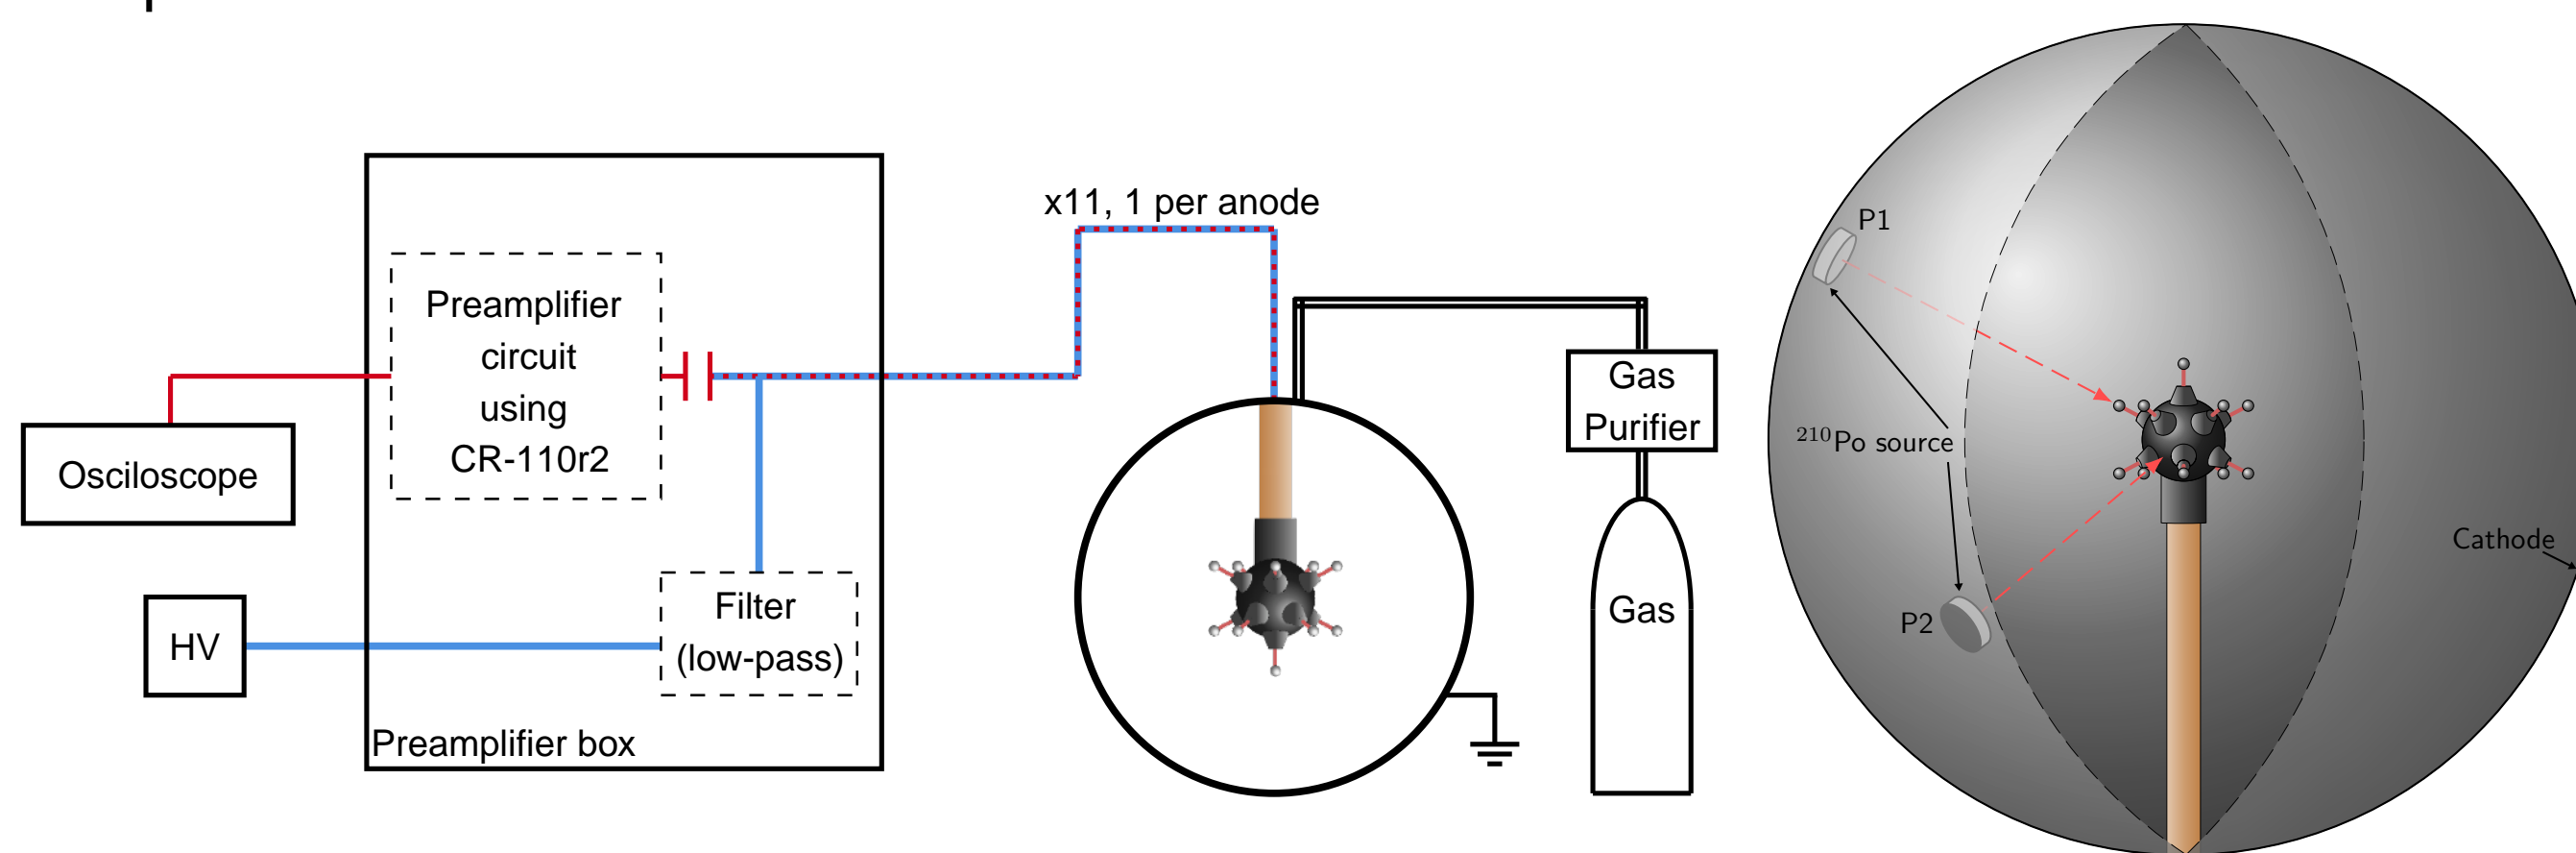 x11, 1 per anode
Preamplifier
circuit
using
CR-110r2
Osciloscope
HV
Filter
(low-pass)
Preamplifier box
Gas
Purifier
Gas
P1
²¹⁰Po source
P2
Cathode